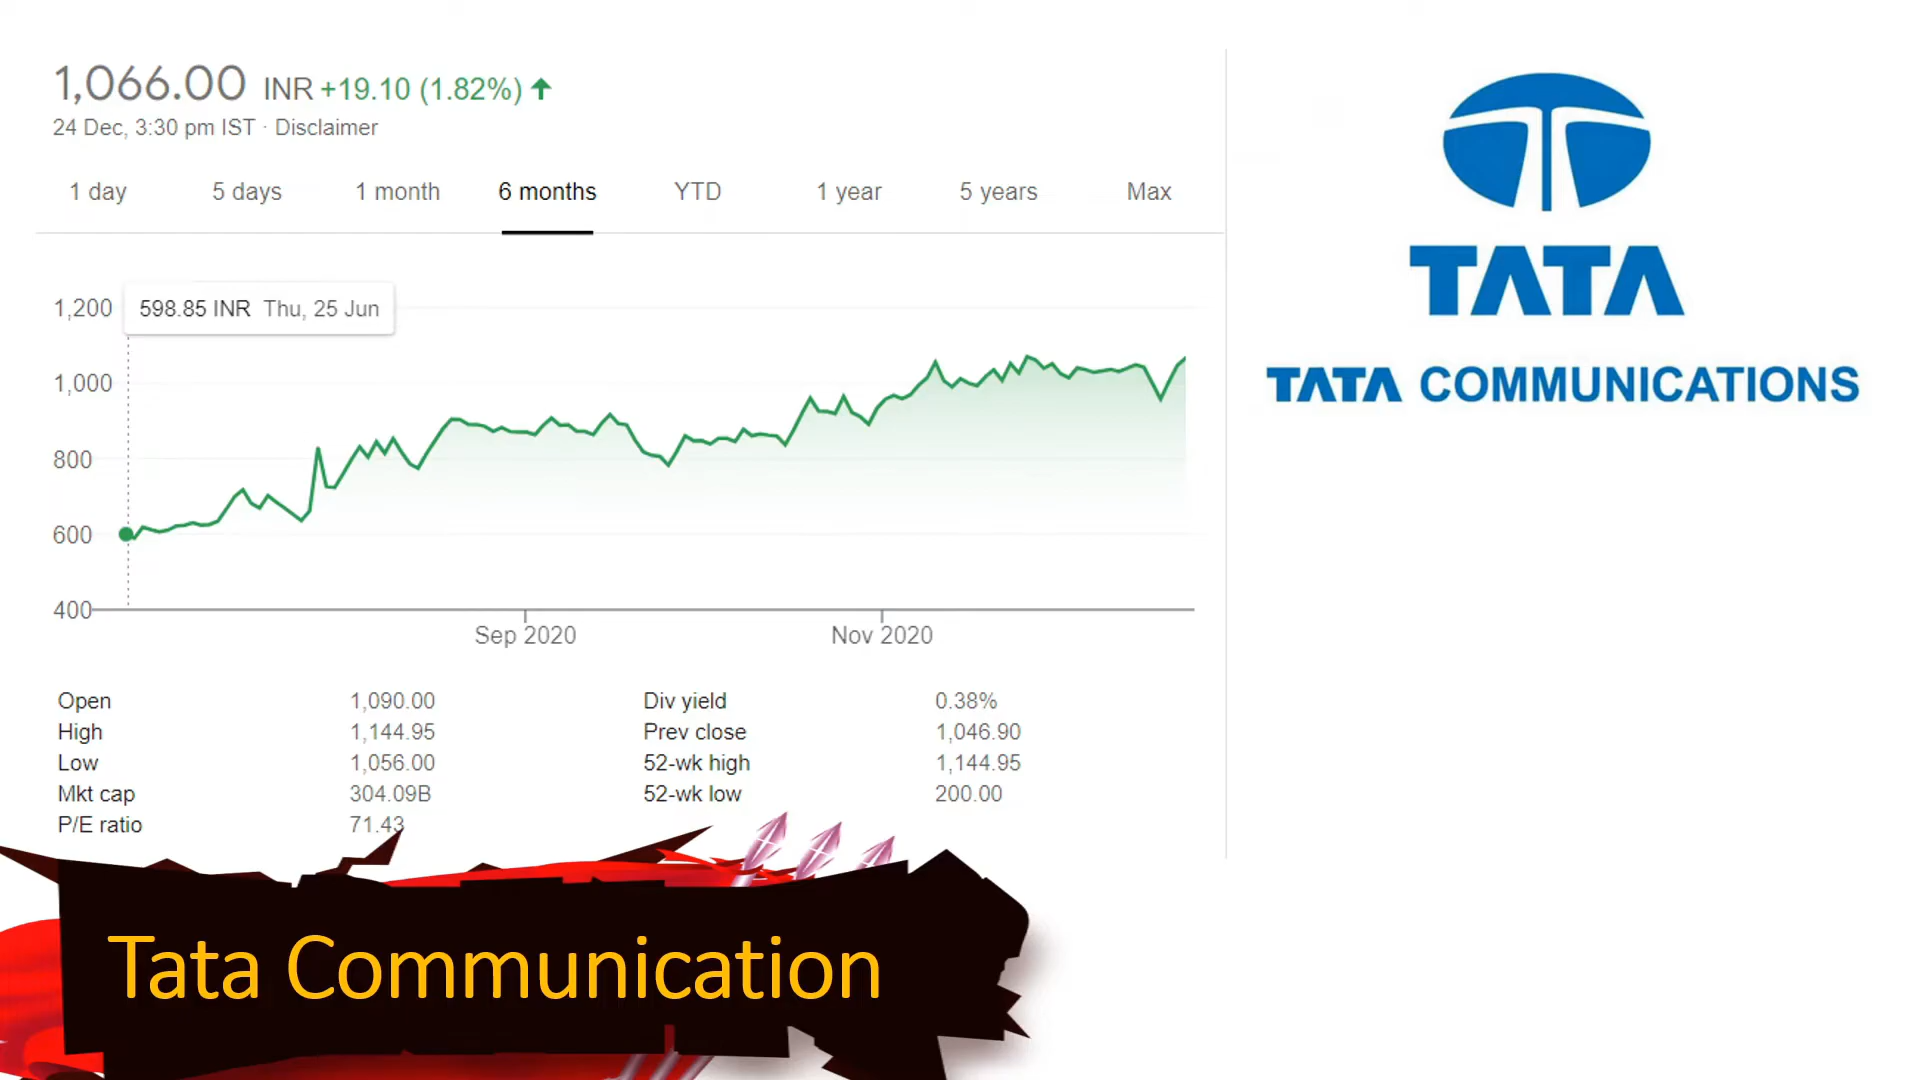 1,066.00 INR +19.10 (1.82%)
24 Dec, 3:30 pm IST · Disclaimer
1 day 5 days 1 month 6 months YTD 1 year 5 years Max
598.85 INR Thu, 25 Jun
1,200
1,000
800
600
400
Sep 2020 Nov 2020
Open 1,090.00 Div yield 0.38%
High 1,144.95 Prev close 1,046.90
Low 1,056.00 52-wk high 1,144.95
Mkt cap 304.09B 52-wk low 200.00
P/E ratio 71.43
TATA
TATA COMMUNICATIONS
Tata Communication